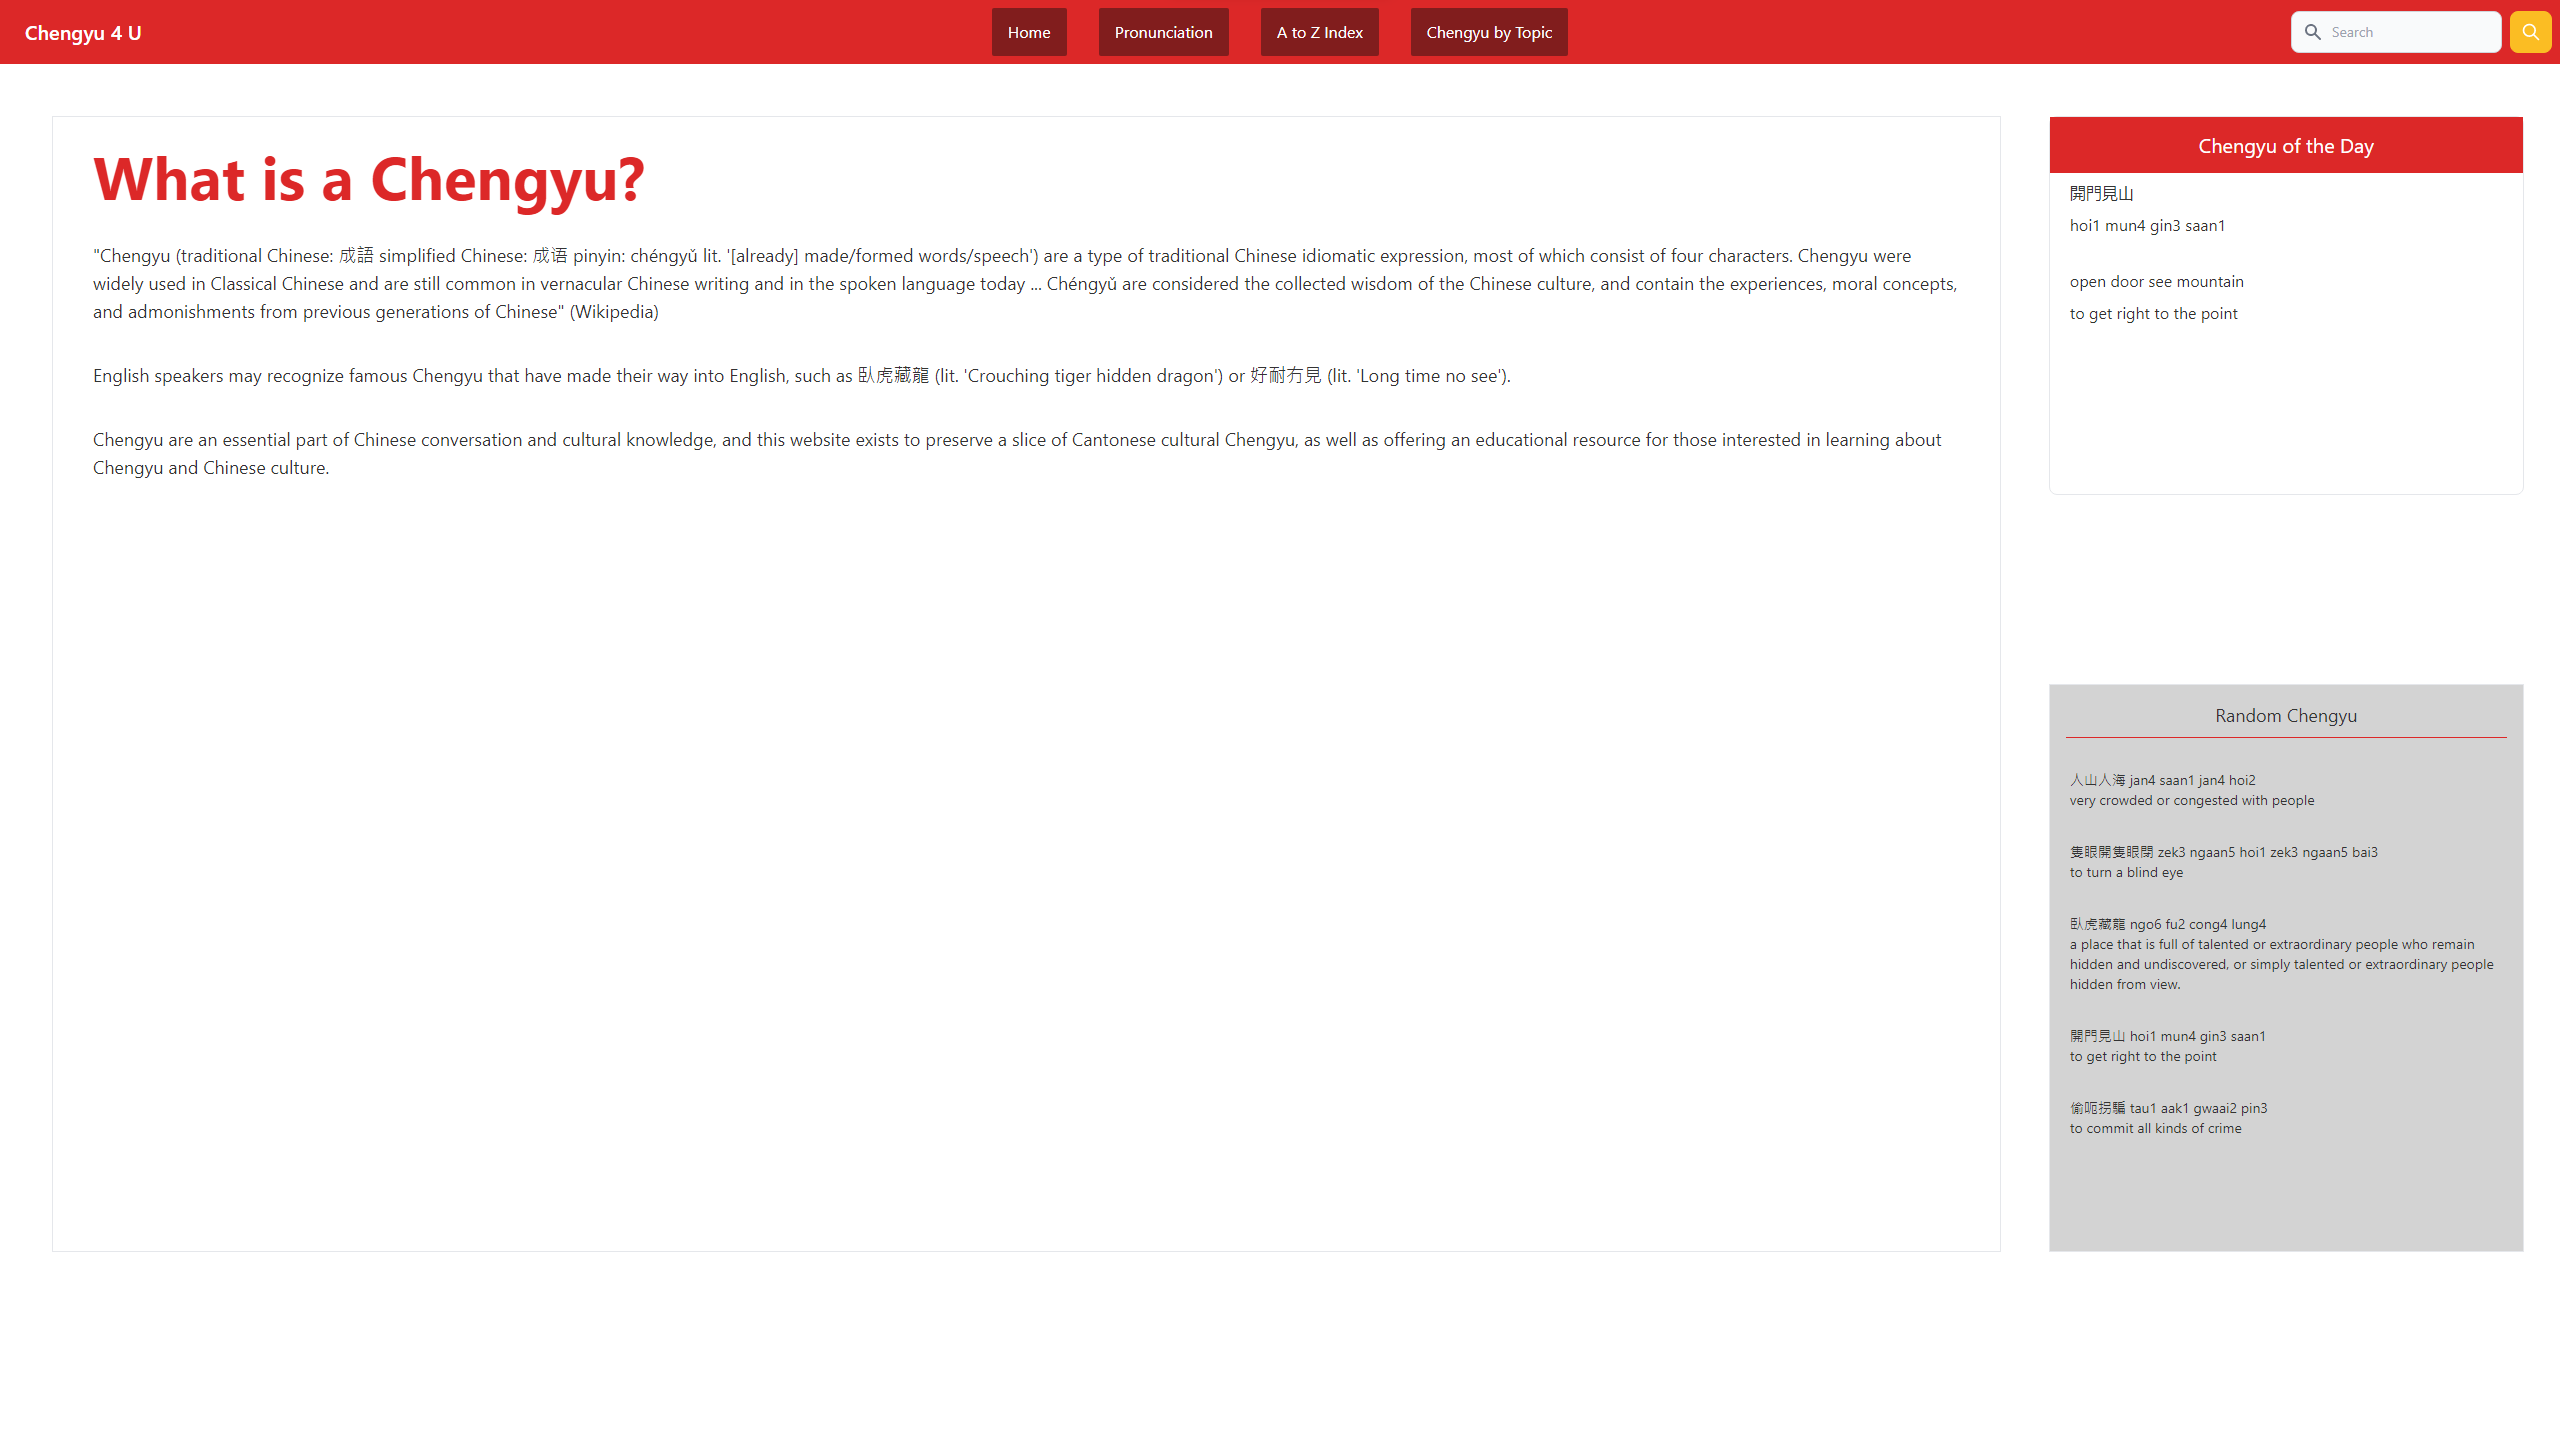 Chengyu 4 U
Home
Pronunciation
A to Z Index
Chengyu by Topic
Search
What is a Chengyu?
"Chengyu (traditional Chinese: 成語 simplified Chinese: 成语 pinyin: chéngyǔ lit. '[already] made/formed words/speech') are a type of traditional Chinese idiomatic expression, most of which consist of four characters. Chengyu were
widely used in Classical Chinese and are still common in vernacular Chinese writing and in the spoken language today ... Chéngyǔ are considered the collected wisdom of the Chinese culture, and contain the experiences, moral concepts,
and admonishments from previous generations of Chinese" (Wikipedia)
English speakers may recognize famous Chengyu that have made their way into English, such as 臥虎藏龍 (lit. 'Crouching tiger hidden dragon') or 好耐冇見 (lit. 'Long time no see').
Chengyu are an essential part of Chinese conversation and cultural knowledge, and this website exists to preserve a slice of Cantonese cultural Chengyu, as well as offering an educational resource for those interested in learning about
Chengyu and Chinese culture.
Chengyu of the Day
開門見山
hoi1 mun4 gin3 saan1
open door see mountain
to get right to the point
Random Chengyu
人山人海 jan4 saan1 jan4 hoi2
very crowded or congested with people
隻眼開隻眼閉 zek3 ngaan5 hoi1 zek3 ngaan5 bai3
to turn a blind eye
臥虎藏龍 ngo6 fu2 cong4 lung4
a place that is full of talented or extraordinary people who remain
hidden and undiscovered, or simply talented or extraordinary people
hidden from view.
開門見山 hoi1 mun4 gin3 saan1
to get right to the point
偷呃拐騙 tau1 aak1 gwaai2 pin3
to commit all kinds of crime